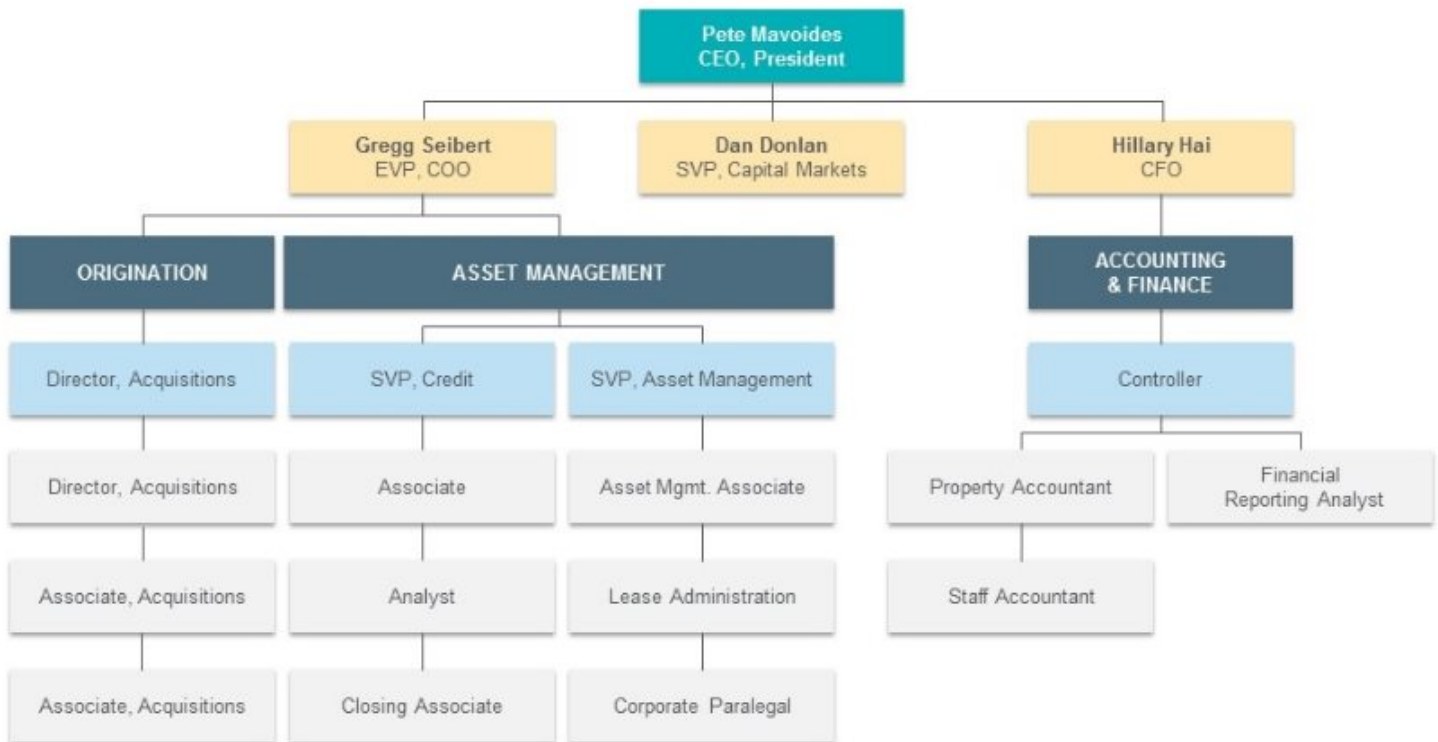 Pete Mavoides
CEO, President
Gregg Seibert
EVP, COO
Dan Donlan
SVP, Capital Markets
Hillary Hai
CFO
ORIGINATION
ASSET MANAGEMENT
ACCOUNTING
& FINANCE
Director, Acquisitions
SVP, Credit
SVP, Asset Management
Controller
Director, Acquisitions
Associate
Asset Mgmt. Associate
Property Accountant
Financial
Reporting Analyst
Associate, Acquisitions
Analyst
Lease Administration
Staff Accountant
Associate, Acquisitions
Closing Associate
Corporate Paralegal